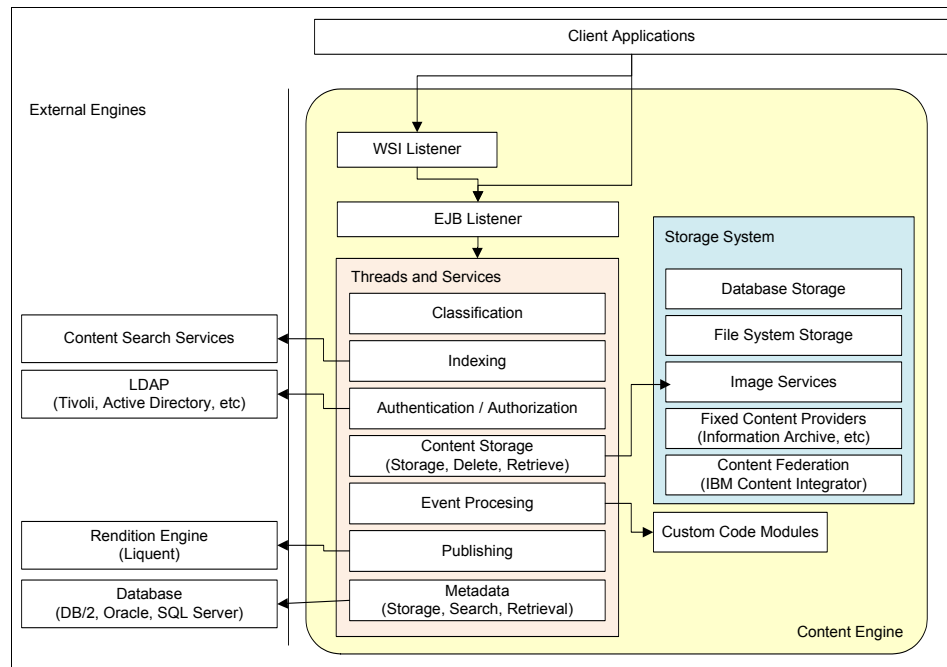 Client Applications
External Engines
WSI Listener
EJB Listener
Storage System
Threads and Services
Database Storage
Classification
File System Storage
Content Search Services
Indexing
Image Services
LDAP
(Tivoli, Active Directory, etc)
Authentication / Authorization
Fixed Content Providers
(Information Archive, etc)
Content Storage
(Storage, Delete, Retrieve)
Content Federation
(IBM Content Integrator)
Event Procesing
Custom Code Modules
Rendition Engine
(Liquent)
Publishing
Database
(DB/2, Oracle, SQL Server)
Metadata
(Storage, Search, Retrieval)
Content Engine